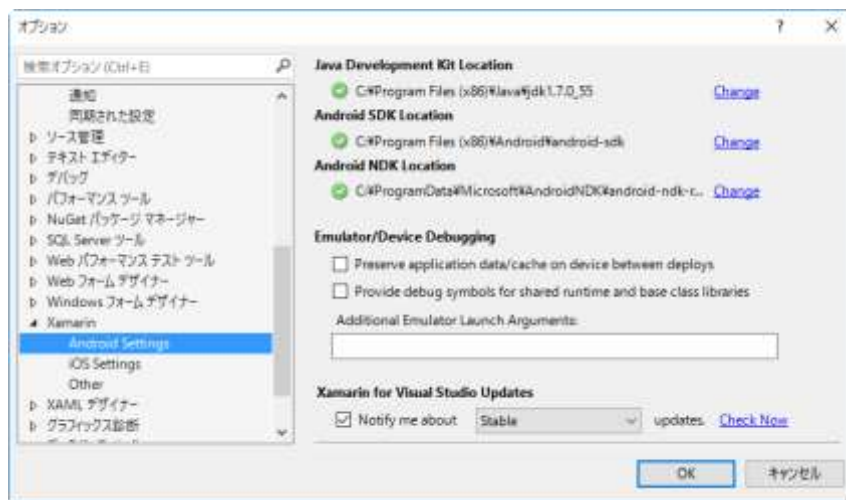 オプション
? ×
検索オプション (Ctrl+E)
通知
同期された設定
ソース管理
テキスト エディター
デバッグ
パフォーマンス ツール
NuGet パッケージ マネージャー
SQL Server ツール
Web パフォーマンス テスト ツール
Web フォーム デザイナー
Windows フォーム デザイナー
Xamarin
Android Settings
iOS Settings
Other
XAML デザイナー
グラフィックス診断
Java Development Kit Location
C:¥Program Files (x86)¥Java¥jdk1.7.0_55 Change
Android SDK Location
C:¥Program Files (x86)¥Android¥android-sdk Change
Android NDK Location
C:¥ProgramData¥Microsoft¥AndroidNDK¥android-ndk-r... Change
Emulator/Device Debugging
Preserve application data/cache on device between deploys
Provide debug symbols for shared runtime and base class libraries
Additional Emulator Launch Arguments:
Xamarin for Visual Studio Updates
Notify me about Stable updates. Check Now
OK キャンセル